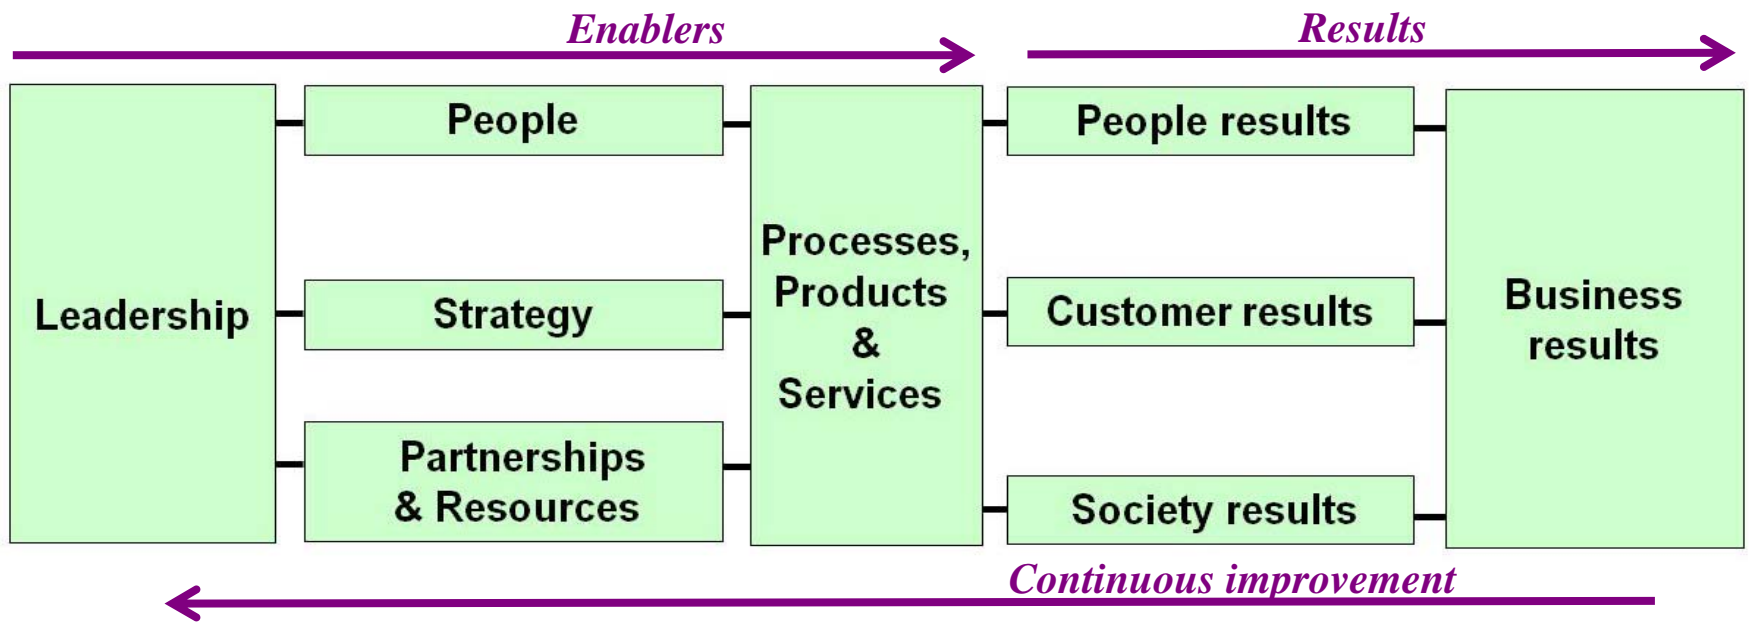 Enablers
Results
Leadership
People
Strategy
Partnerships
& Resources
Processes,
Products
&
Services
People results
Customer results
Society results
Business
results
Continuous improvement